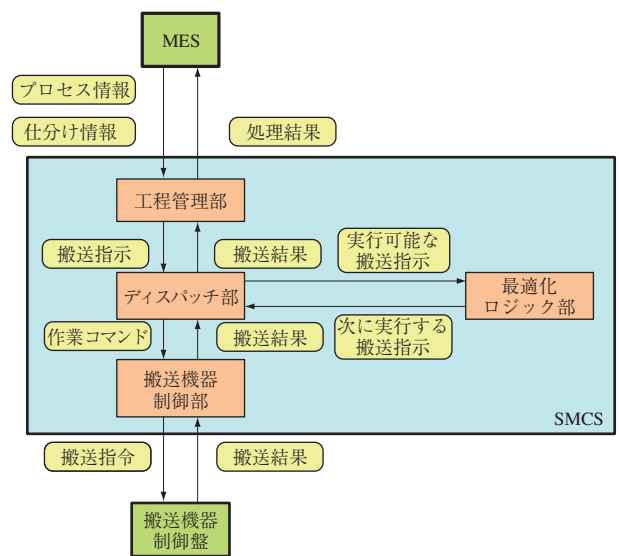 MES
プロセス情報
仕分け情報
処理結果
工程管理部
搬送指示
搬送結果
実行可能な
搬送指示
ディスパッチ部
最適化
ロジック部
作業コマンド
搬送結果
次に実行する
搬送指示
搬送機器
制御部
SMCS
搬送指令
搬送結果
搬送機器
制御盤